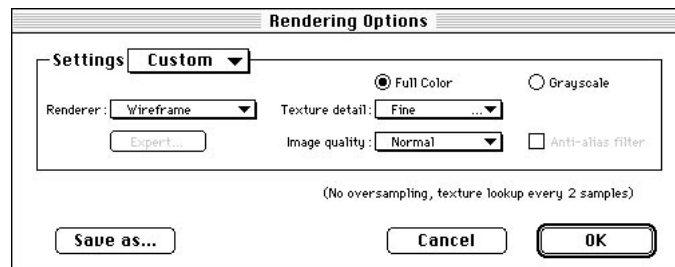 Rendering Options
Settings Custom
Full Color Grayscale
Renderer: Wireframe Texture detail: Fine ...
Expert... Image quality: Normal Anti-alias filter
(No oversampling, texture lookup every 2 samples)
Save as... Cancel OK